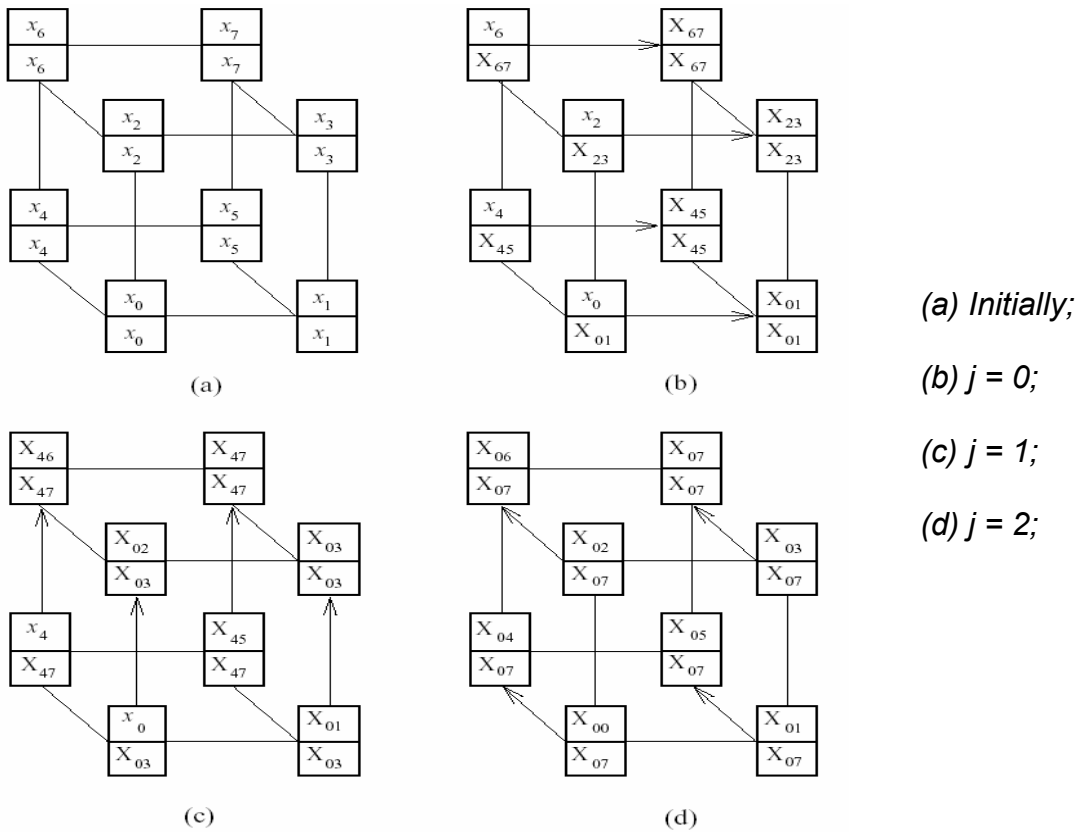 x6 x7 X6 X67
x6 x7 X67 X67
x2 x3 x2 X23
x2 x3 X23 X23
x4 x5 x4 X45
x4 x5 X45 X45
x0 x1 x0 X01
x0 x1 X01 X01
(a) (b)
X46 X47 X06 X07
X47 X47 X07 X07
X02 X03 X02 X03
X03 X03 X07 X07
x4 X45 X04 X05
X47 X47 X07 X07
x0 X01 X00 X01
X03 X03 X07 X07
(c) (d)
(a) Initially;
(b) j = 0;
(c) j = 1;
(d) j = 2;